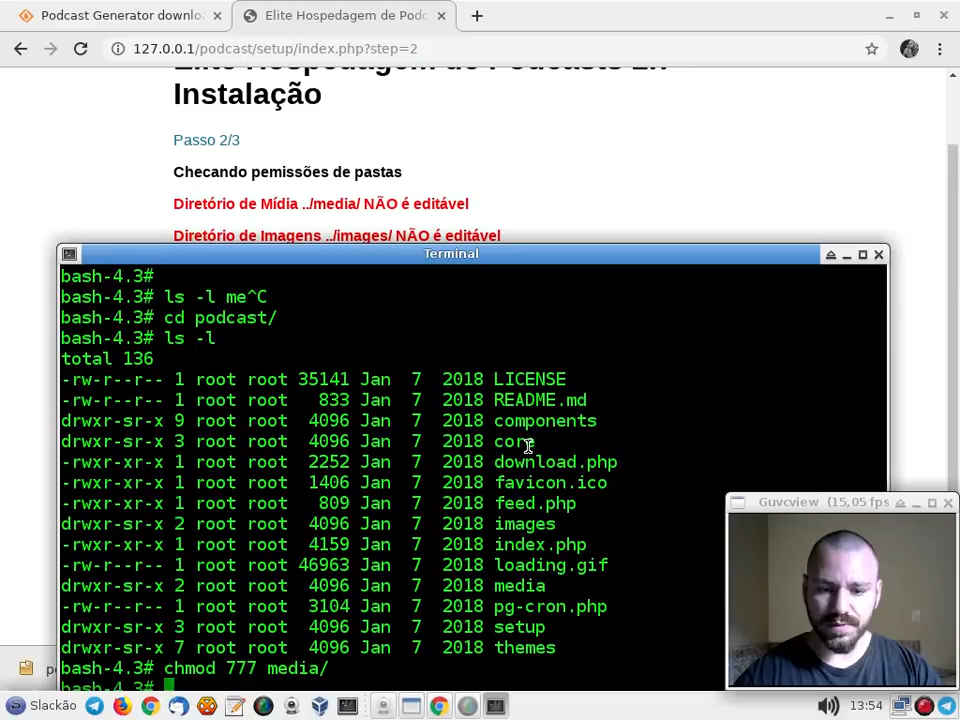 Podcast Generator downlo
Elite Hospedagem de Podc
127.0.0.1/podcast/setup/index.php?step=2
Instalação
Passo 2/3
Checando pemissões de pastas
Diretório de Mídia ../media/ NÃO é editável
Diretório de Imagens ../images/ NÃO é editável
Terminal
bash-4.3#
bash-4.3# ls -l me^C
bash-4.3# cd podcast/
bash-4.3# ls -l
total 136
-rw-r--r-- 1 root root 35141 Jan  7  2018 LICENSE
-rw-r--r-- 1 root root   833 Jan  7  2018 README.md
drwxr-sr-x 9 root root  4096 Jan  7  2018 components
drwxr-sr-x 3 root root  4096 Jan  7  2018 core
-rwxr-xr-x 1 root root  2252 Jan  7  2018 download.php
-rwxr-xr-x 1 root root  1406 Jan  7  2018 favicon.ico
-rwxr-xr-x 1 root root   809 Jan  7  2018 feed.php
drwxr-sr-x 2 root root  4096 Jan  7  2018 images
-rwxr-xr-x 1 root root  4159 Jan  7  2018 index.php
-rw-r--r-- 1 root root 46963 Jan  7  2018 loading.gif
drwxr-sr-x 2 root root  4096 Jan  7  2018 media
-rw-r--r-- 1 root root  3104 Jan  7  2018 pg-cron.php
drwxr-sr-x 3 root root  4096 Jan  7  2018 setup
drwxr-sr-x 7 root root  4096 Jan  7  2018 themes
bash-4.3# chmod 777 media/
bash-4.3#
Guvcview (15,05 fps
Slackão
13:54